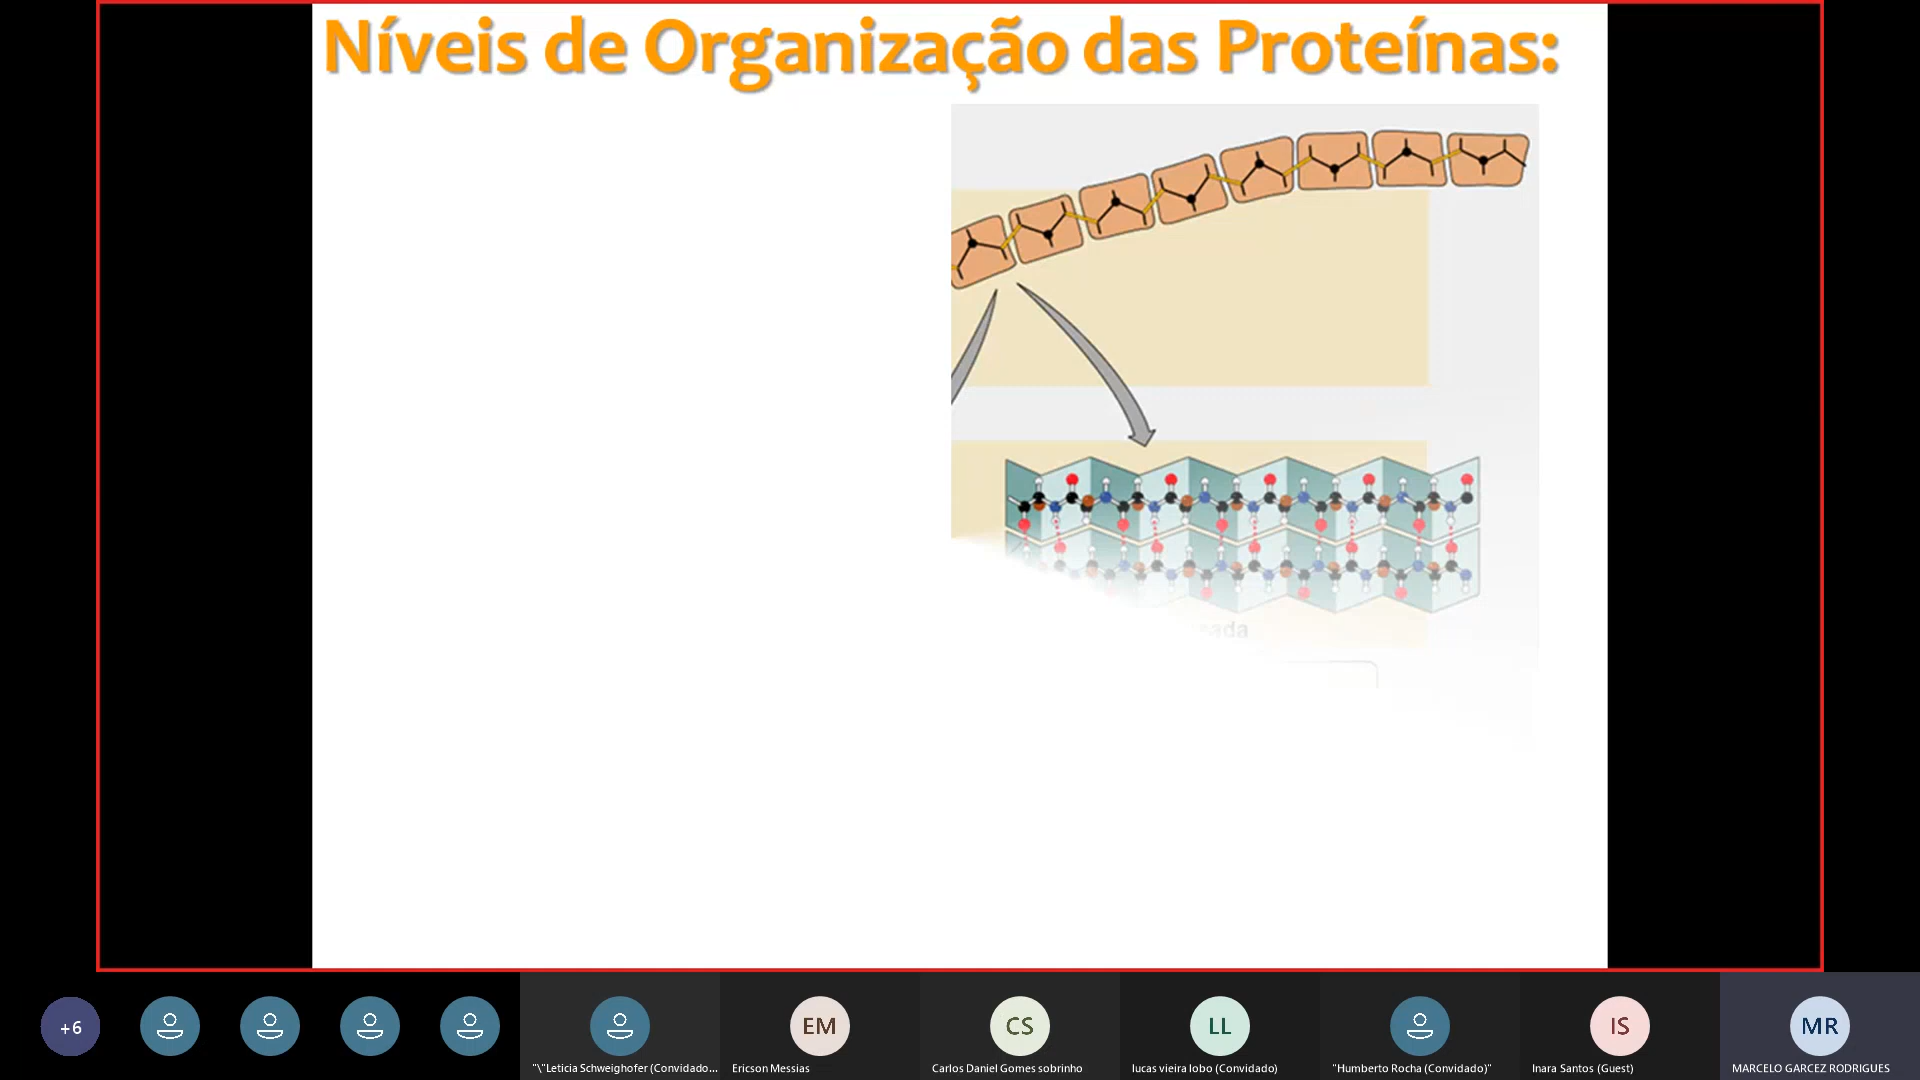 Níveis de Organização das Proteínas:
+6
"\"Leticia Schweighofer (Convidado...
EM
Ericson Messias
CS
Carlos Daniel Gomes sobrinho
LL
lucas vieira lobo (Convidado)
"Humberto Rocha (Convidado)"
IS
Inara Santos (Guest)
MR
MARCELO GARCEZ RODRIGUES